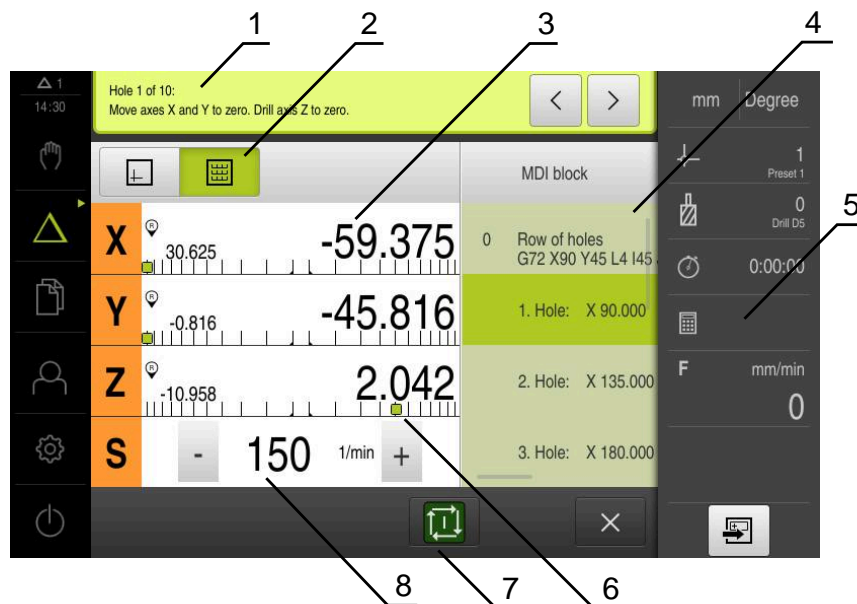 1 2 3 4
△ 1
14:30
Hole 1 of 10:
Move axes X and Y to zero. Drill axis Z to zero.
< >
mm Degree
MDI block
1
Preset 1
0
Drill D5
5
X R 30.625 -59.375
0 Row of holes
G72 X90 Y45 L4 I45
0:00:00
Y R -0.816 -45.816
1. Hole: X 90.000
Z R -10.958 2.042
2. Hole: X 135.000
F mm/min
0
S - 150 1/min +
3. Hole: X 180.000
8 7 6